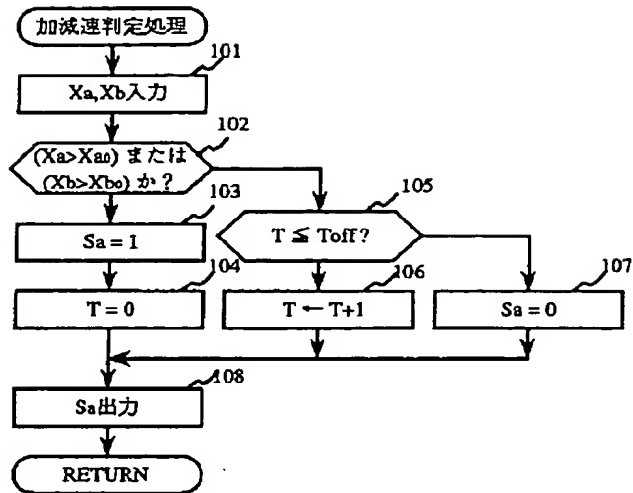 加減速判定処理
101
Xa,Xb入力
102
(Xa>Xa₀) または
(Xb>Xb₀) か？
103
Sa = 1
105
T ≦ Toff?
104
T = 0
106
T ← T+1
107
Sa = 0
108
Sa出力
RETURN